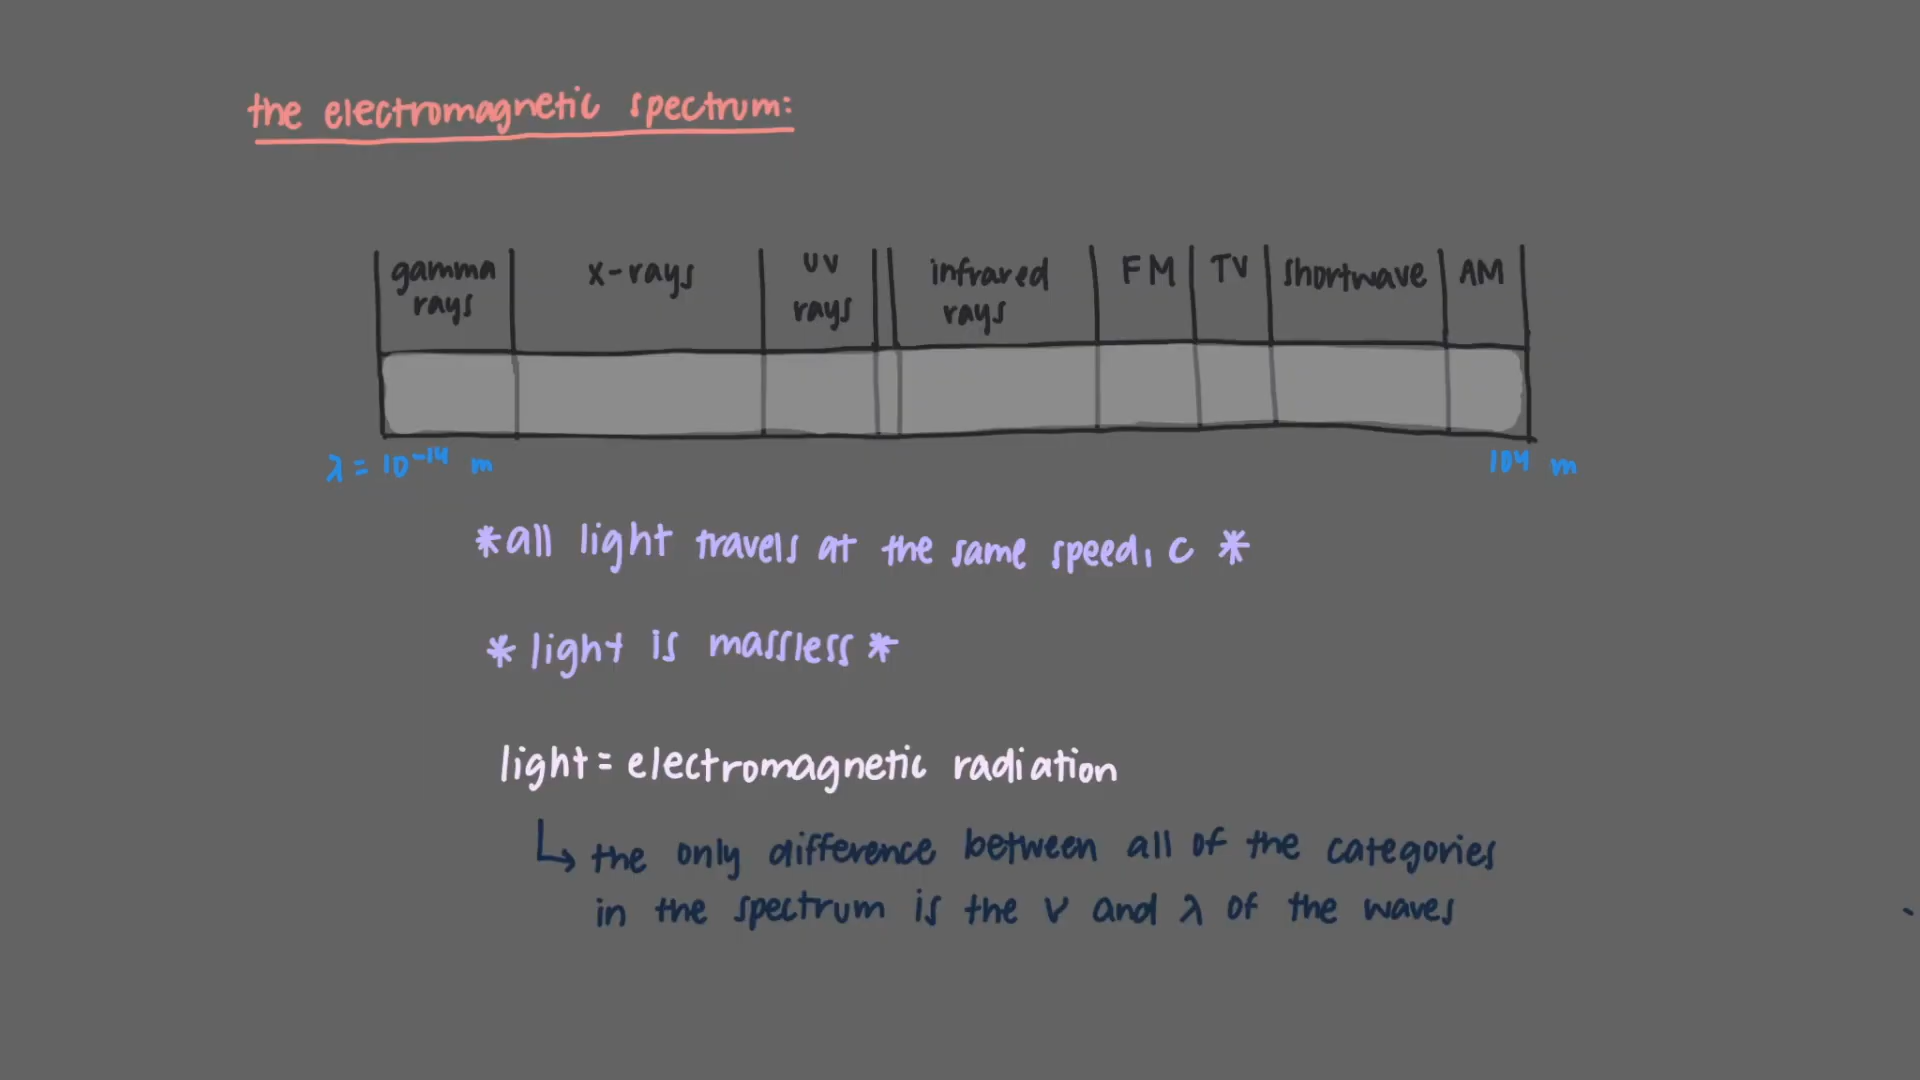 the electromagnetic spectrum:
gamma rays
x-rays
UV rays
infrared rays
FM
TV
shortwave
AM
λ = 10⁻¹⁴ m
10⁴ m
*all light travels at the same speed, c *
* light is massless *
light = electromagnetic radiation
↳ the only difference between all of the categories
in the spectrum is the ν and λ of the waves